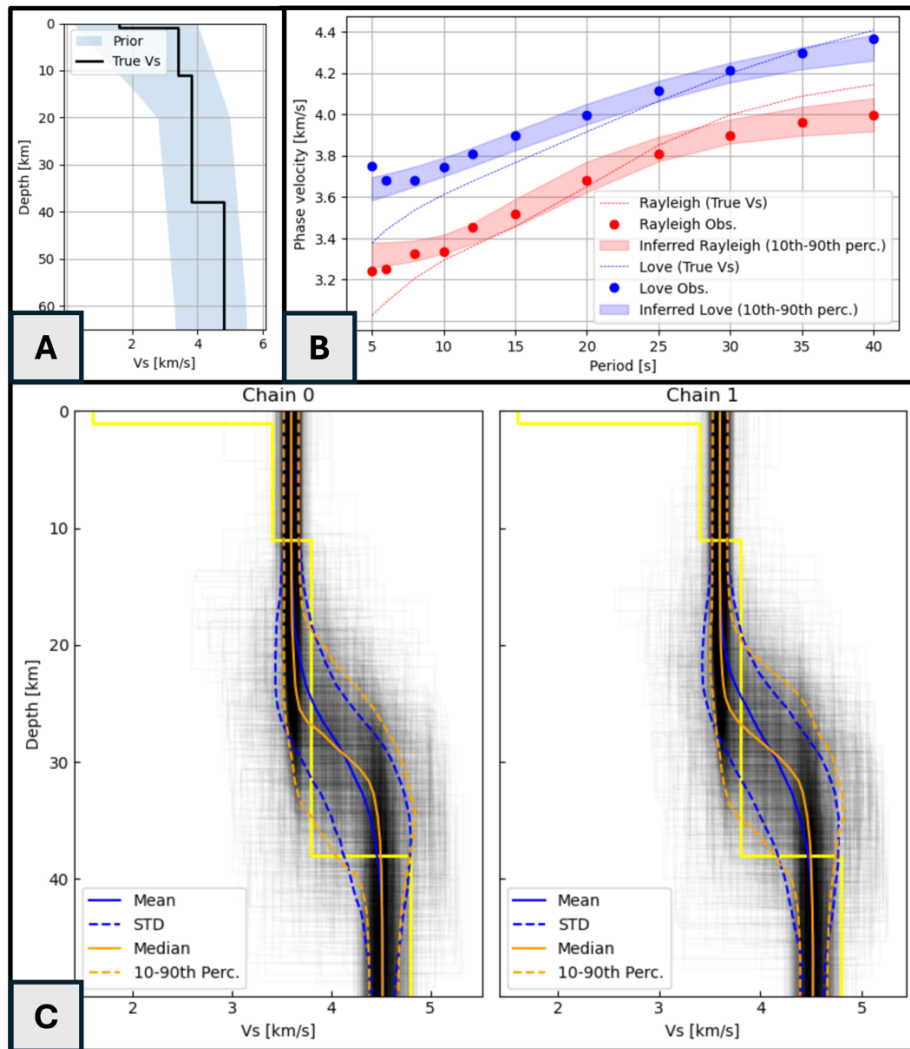 0
10
20
30
40
50
60
Depth [km]
Prior
True Vs
0
2
4
6
Vs [km/s]
A
4.4
4.2
4.0
3.8
3.6
3.4
3.2
Phase velocity [km/s]
Rayleigh (True Vs)
Rayleigh Obs.
Inferred Rayleigh (10th-90th perc.)
Love (True Vs)
Love Obs.
Inferred Love (10th-90th perc.)
5
10
15
20
25
30
35
40
Period [s]
B
Chain 0
0
10
20
30
40
Depth [km]
Mean
STD
Median
10-90th Perc.
2
3
4
5
Vs [km/s]
Chain 1
Mean
STD
Median
10-90th Perc.
2
3
4
5
Vs [km/s]
C